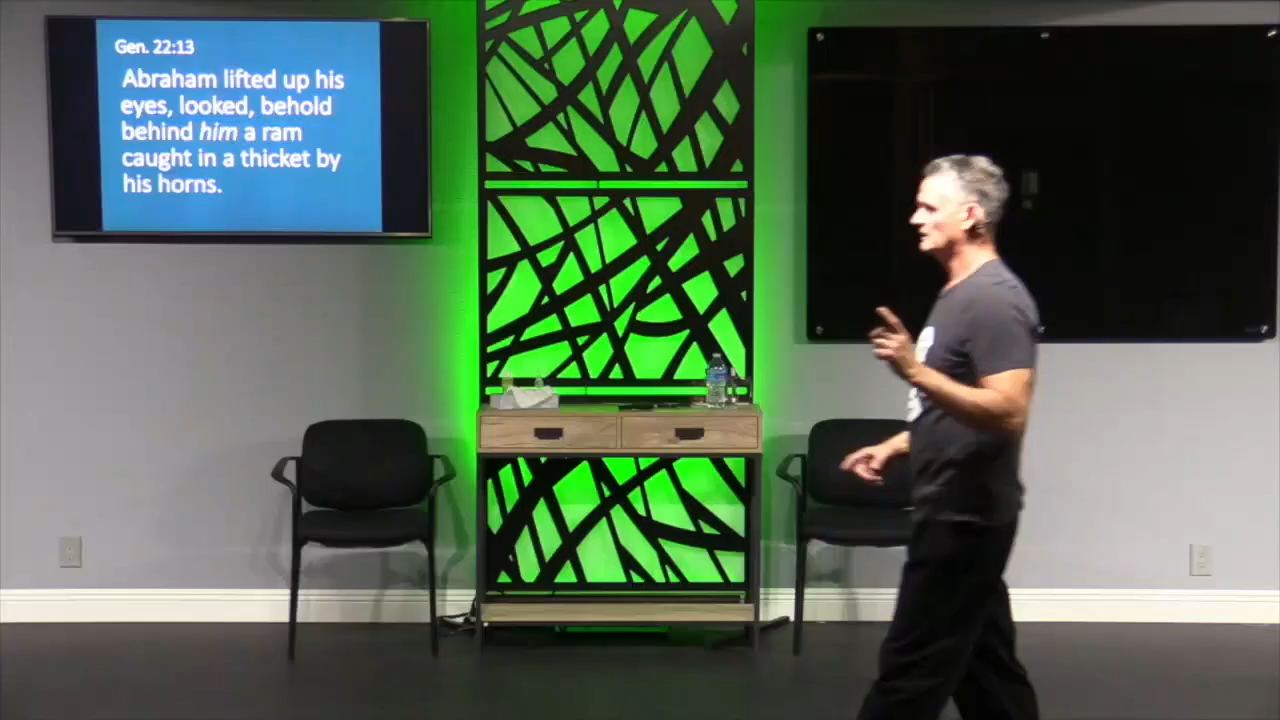 Gen. 22:13
Abraham lifted up his
eyes, looked, behold
behind him a ram
caught in a thicket by
his horns.